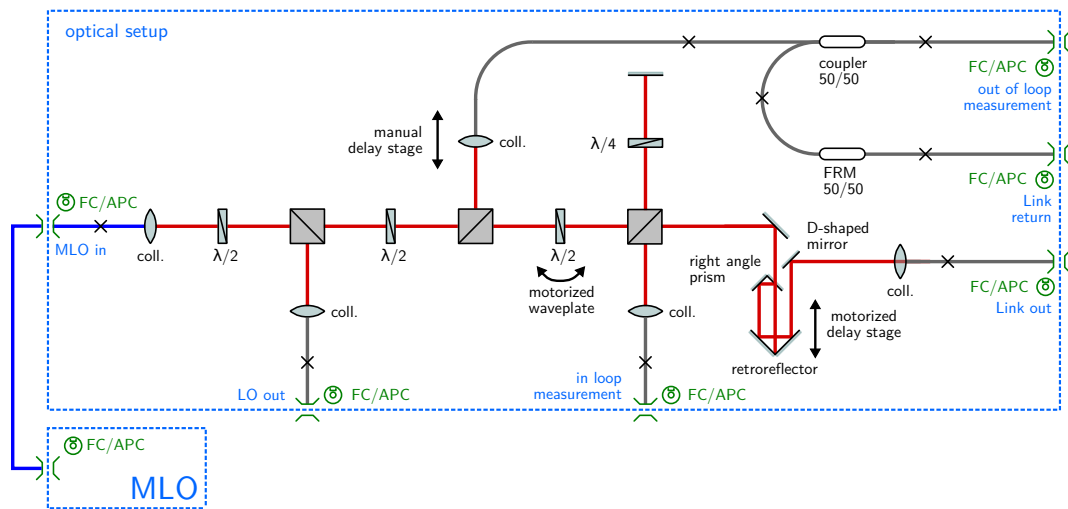 optical setup
coupler
50/50
FC/APC
out of loop
measurement
manual
delay stage
coll.
λ/4
FRM
50/50
FC/APC
Link
return
FC/APC
MLO in
coll.
λ/2
λ/2
λ/2
motorized
waveplate
D-shaped
mirror
right angle
prism
coll.
FC/APC
Link out
coll.
coll.
motorized
delay stage
retroreflector
LO out
FC/APC
in loop
measurement
FC/APC
FC/APC
MLO